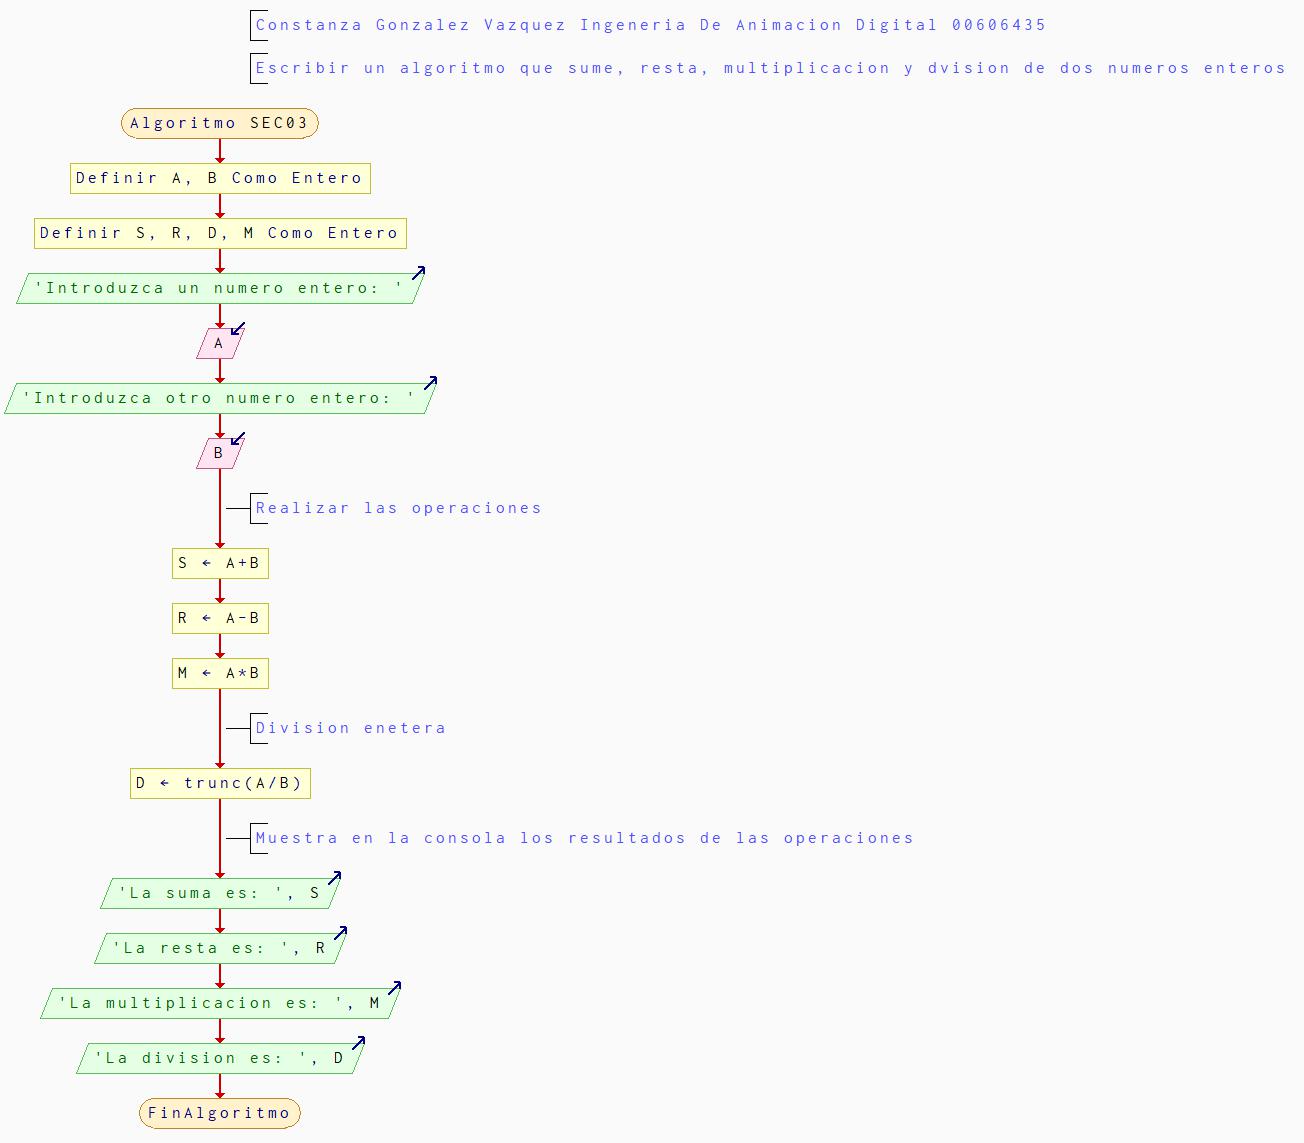 Constanza Gonzalez Vazquez Ingeneria De Animacion Digital 00606435
Escribir un algoritmo que sume, resta, multiplicacion y dvision de dos numeros enteros
Algoritmo SEC03
Definir A, B Como Entero
Definir S, R, D, M Como Entero
'Introduzca un numero entero: '
A
'Introduzca otro numero entero: '
B
Realizar las operaciones
S ← A+B
R ← A-B
M ← A*B
Division enetera
D ← trunc(A/B)
Muestra en la consola los resultados de las operaciones
'La suma es: ', S
'La resta es: ', R
'La multiplicacion es: ', M
'La division es: ', D
FinAlgoritmo